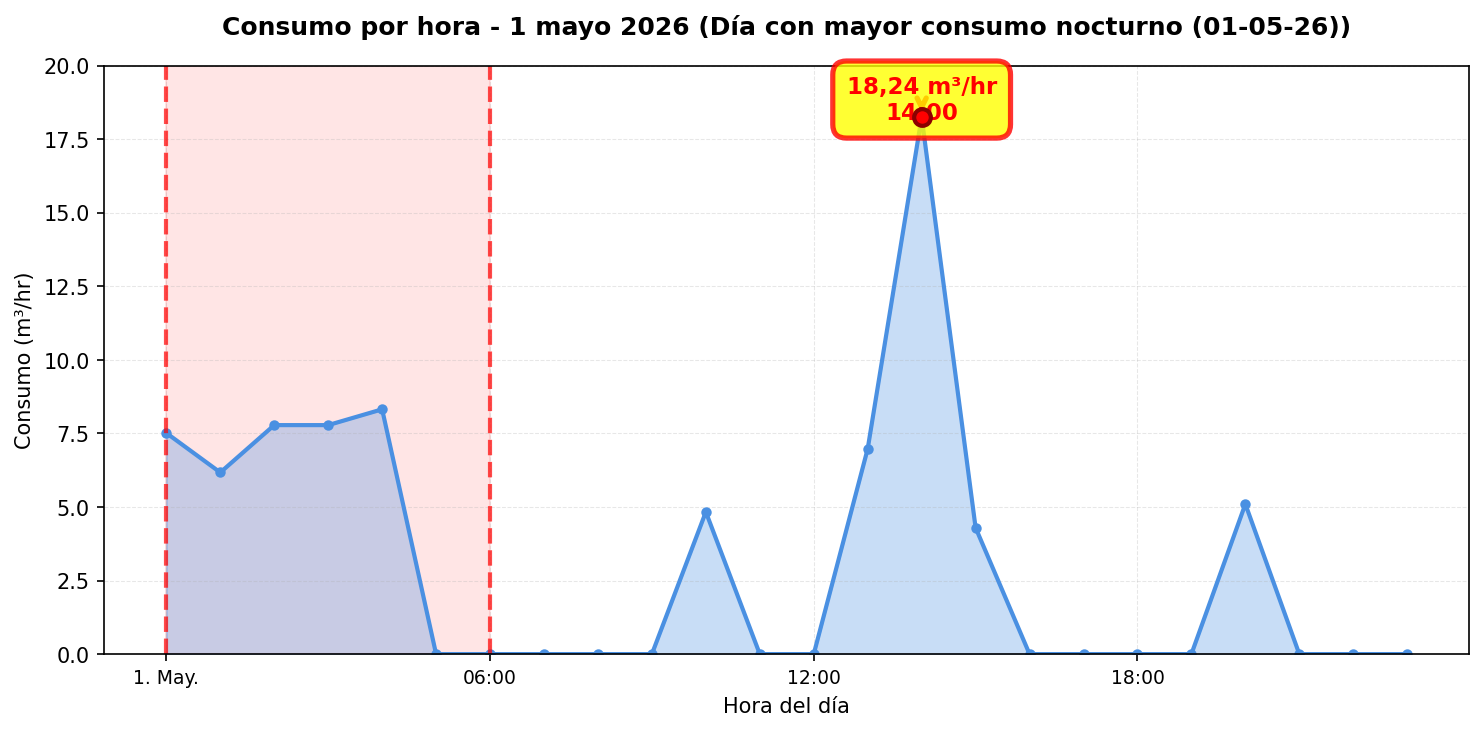 Consumo por hora - 1 mayo 2026 (Día con mayor consumo nocturno (01-05-26))
18,24 m³/hr
14:00
Consumo (m³/hr)
20.0
17.5
15.0
12.5
10.0
7.5
5.0
2.5
0.0
1. May.
06:00
12:00
18:00
Hora del día